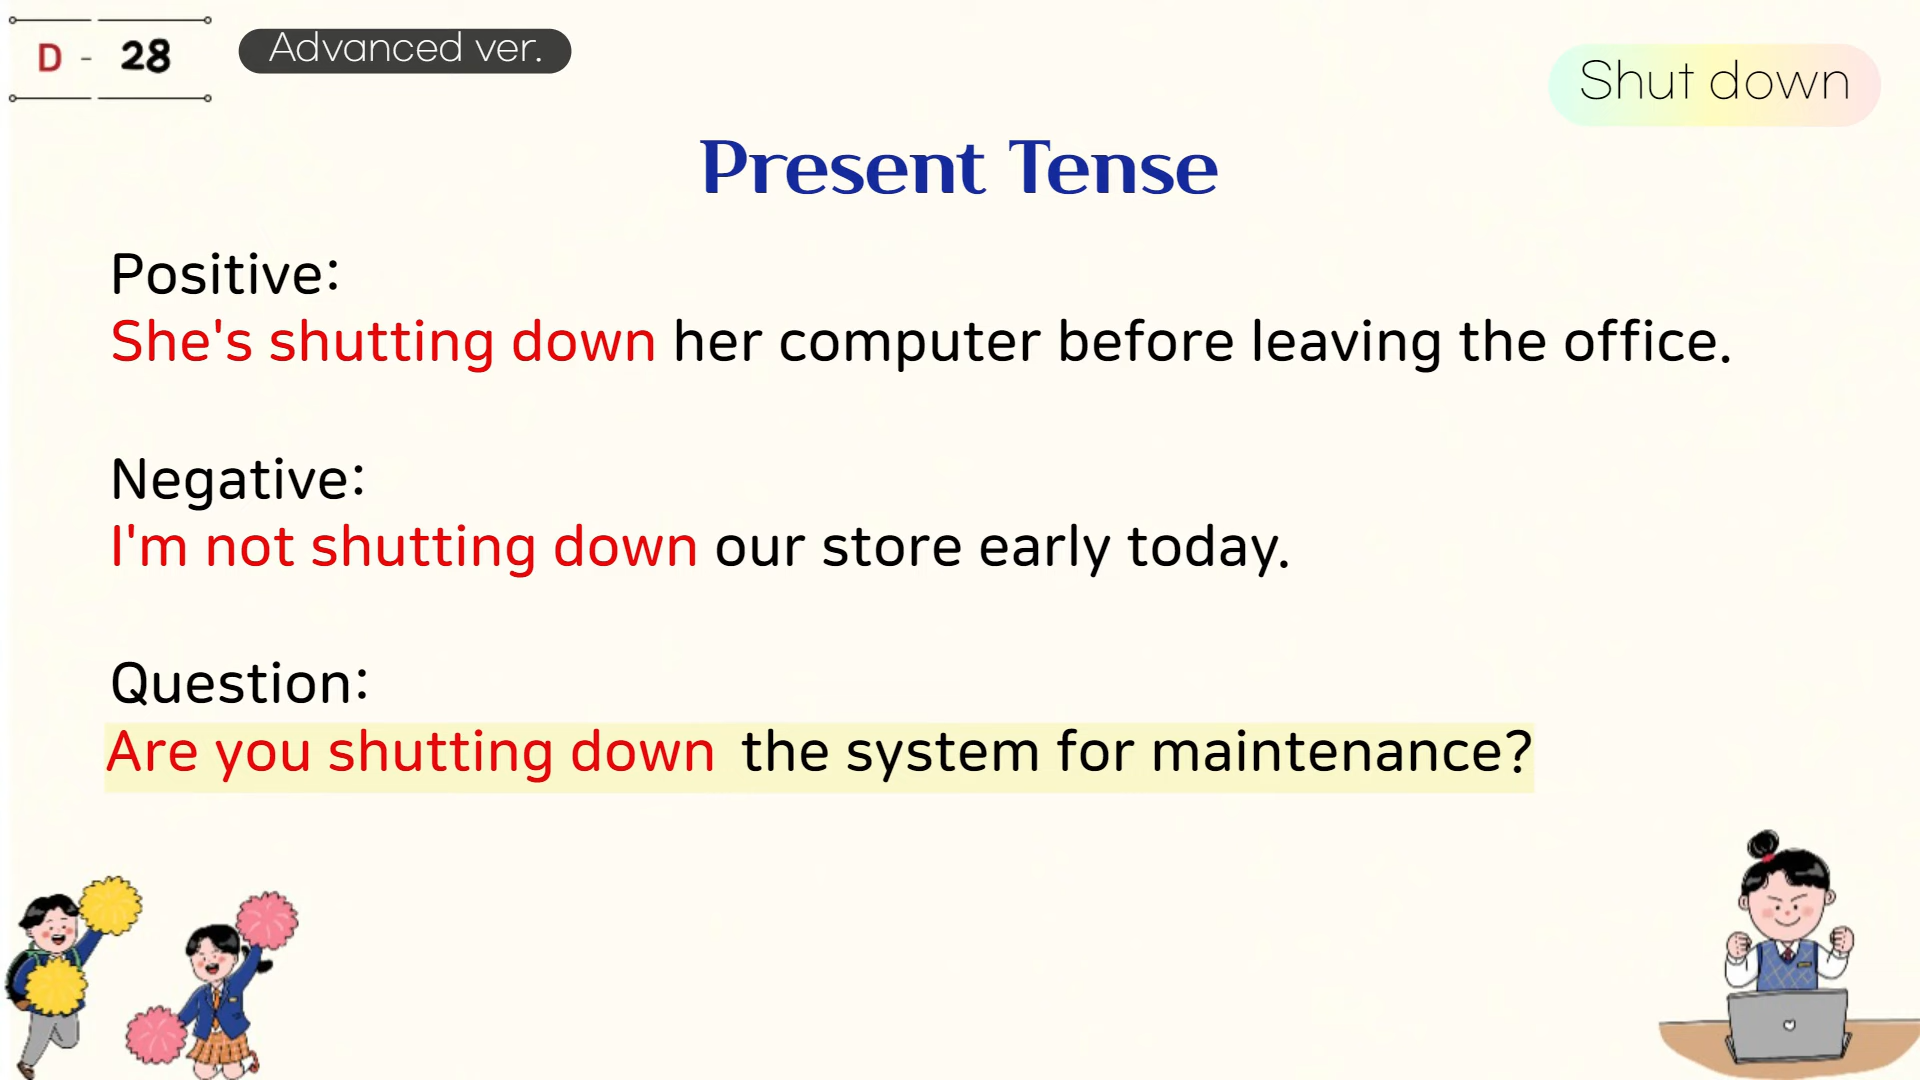 D - 28
Advanced ver.
Shut down
Present Tense
Positive:
She's shutting down her computer before leaving the office.
Negative:
I'm not shutting down our store early today.
Question:
Are you shutting down the system for maintenance?